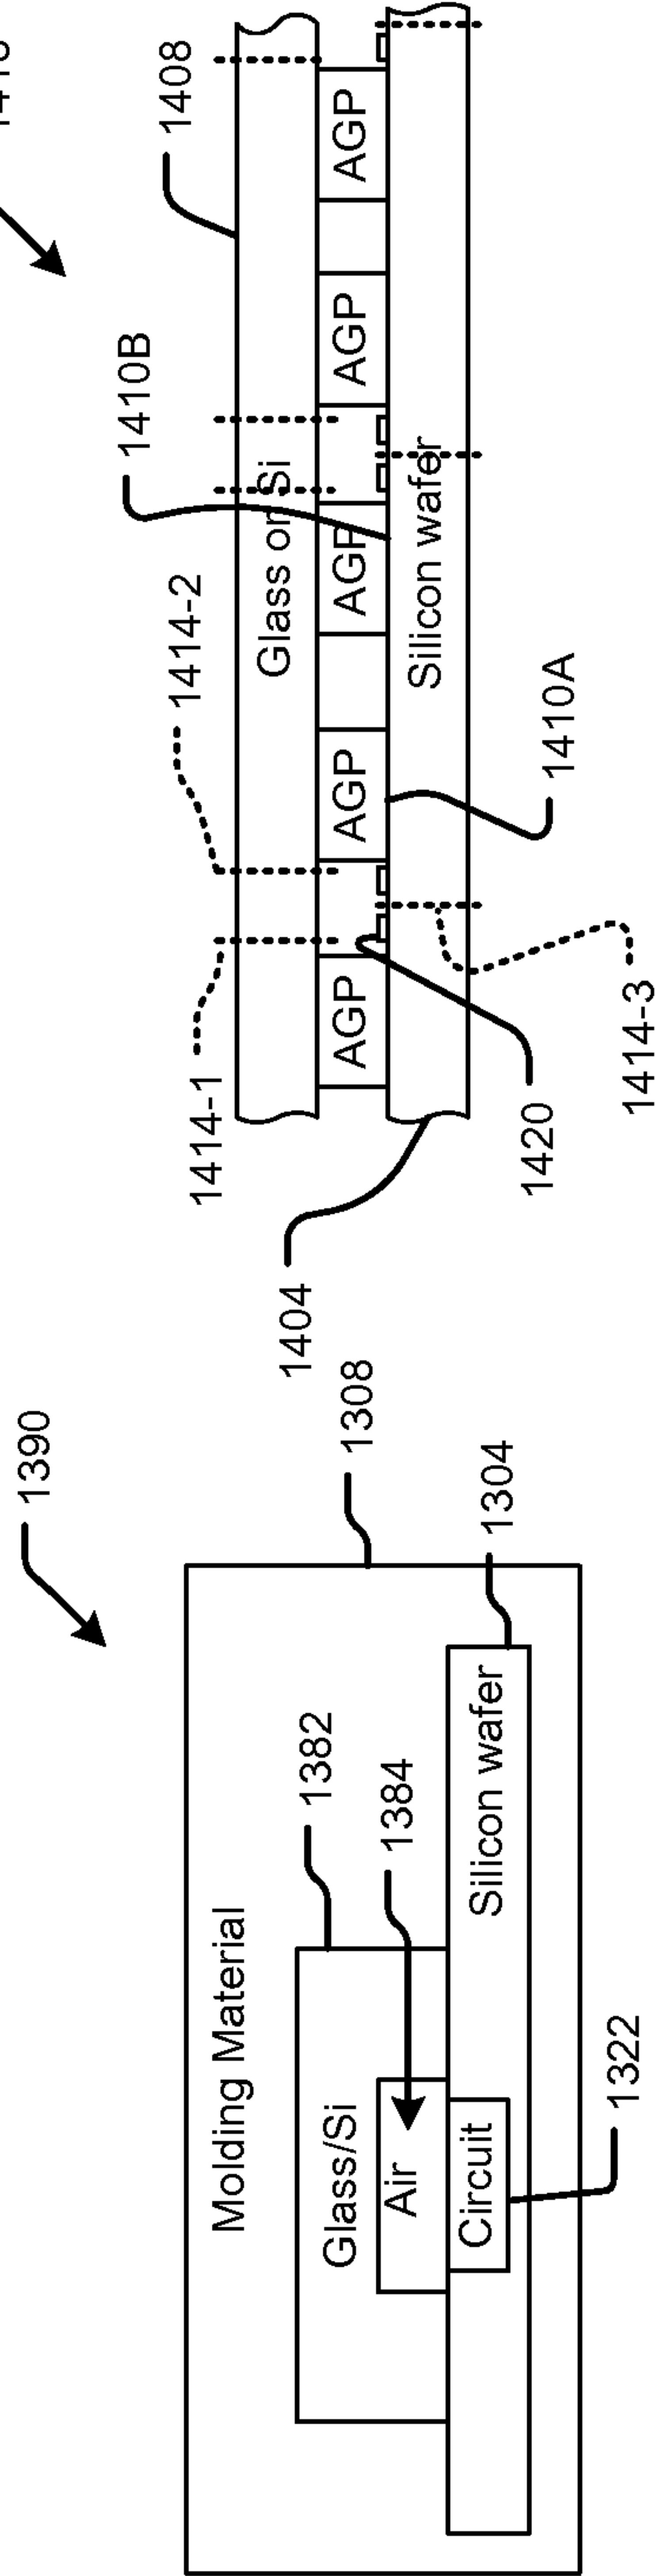 1390
Molding Material
1308
Glass/Si
1382
Air
1384
Circuit
1322
Silicon wafer
1304
1404
1408
1410B
1414-1
1414-2
Glass or Si
AGP
AGP
AGP
AGP
AGP
Silicon wafer
1420
1410A
1414-3